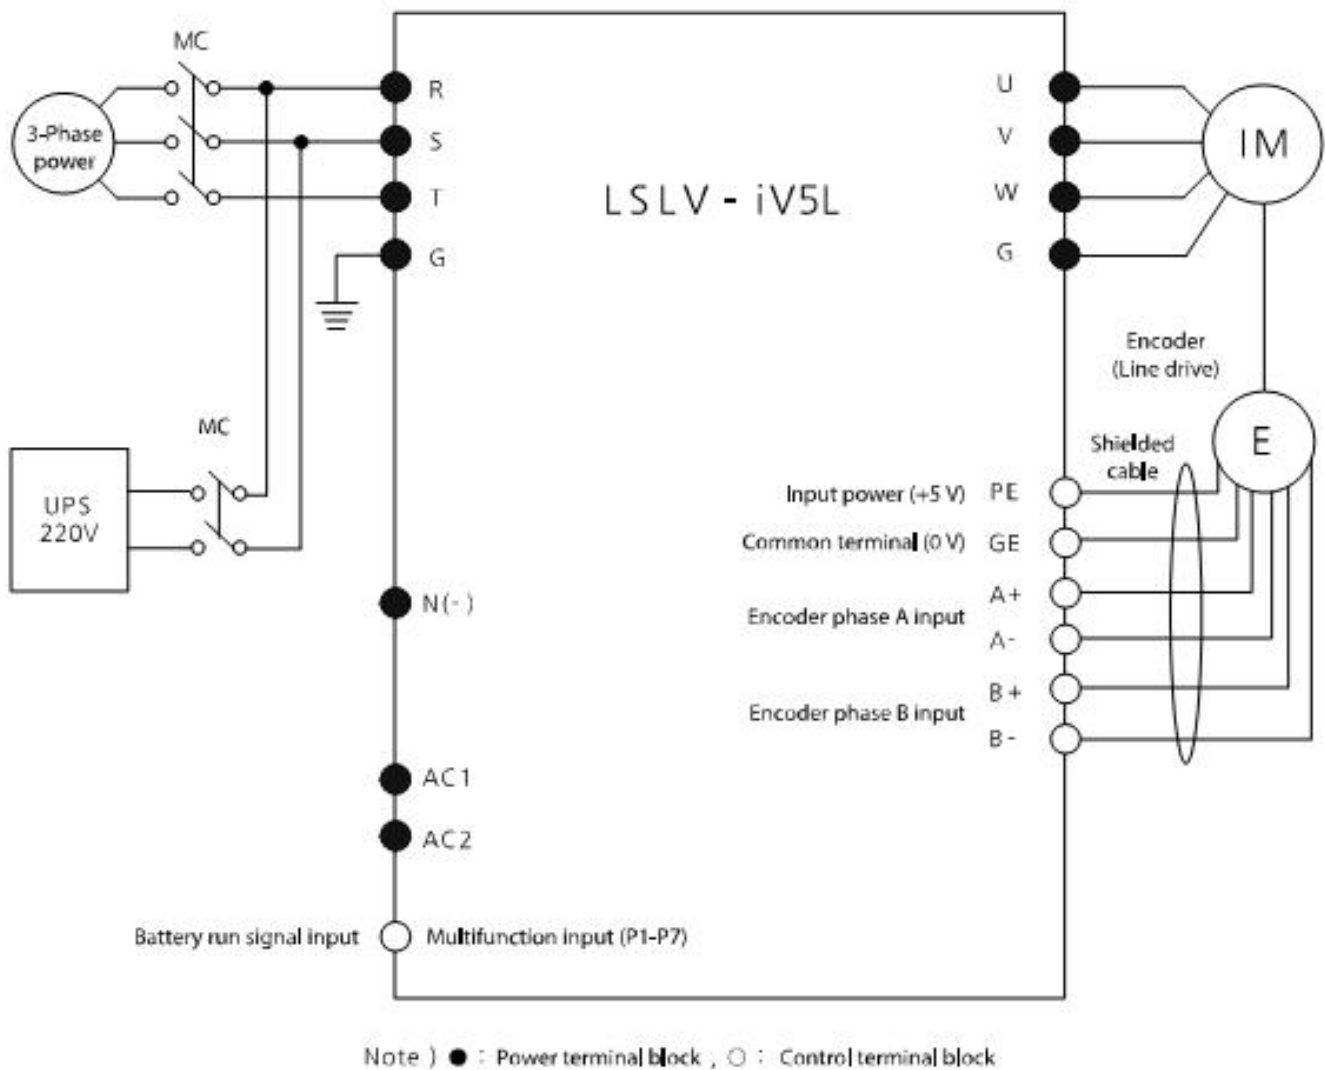 MC
3-Phase
power
R
S
T
G
LSLV - iV5L
U
V
W
G
IM
Encoder
(Line drive)
E
Shielded
cable
MC
UPS
220V
Input power (+5 V) PE
Common terminal (0 V) GE
A+
Encoder phase A input
A-
B+
Encoder phase B input
B-
N(-)
AC1
AC2
Battery run signal input
Multifunction input (P1-P7)
Note ) ● : Power terminal block , ○ : Control terminal block